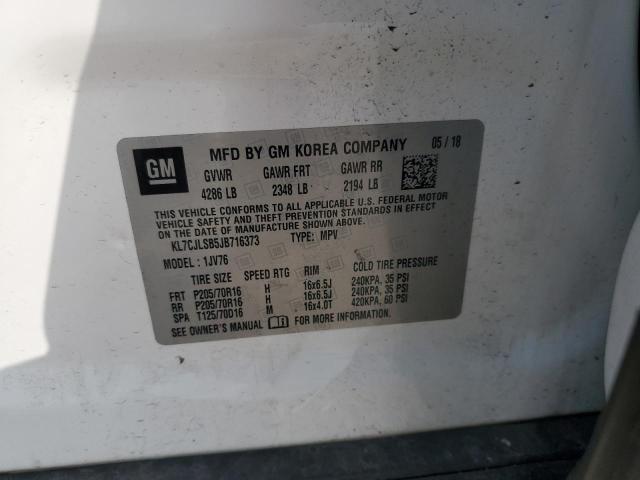 GM
MFD BY GM KOREA COMPANY 05 / 18
GVWR GAWR FRT GAWR RR
4286 LB 2348 LB 2194 LB
THIS VEHICLE CONFORMS TO ALL APPLICABLE U.S. FEDERAL MOTOR
VEHICLE SAFETY AND THEFT PREVENTION STANDARDS IN EFFECT
ON THE DATE OF MANUFACTURE SHOWN ABOVE.
KL7CJLSB5JB716373 TYPE: MPV
MODEL : 1JV76
TIRE SIZE SPEED RTG RIM COLD TIRE PRESSURE
FRT P205/70R16 H 16x6.5J 240KPA, 35 PSI
RR P205/70R16 H 16x6.5J 240KPA, 35 PSI
SPA T125/70D16 M 16x4.0T 420KPA, 60 PSI
SEE OWNER'S MANUAL FOR MORE INFORMATION.